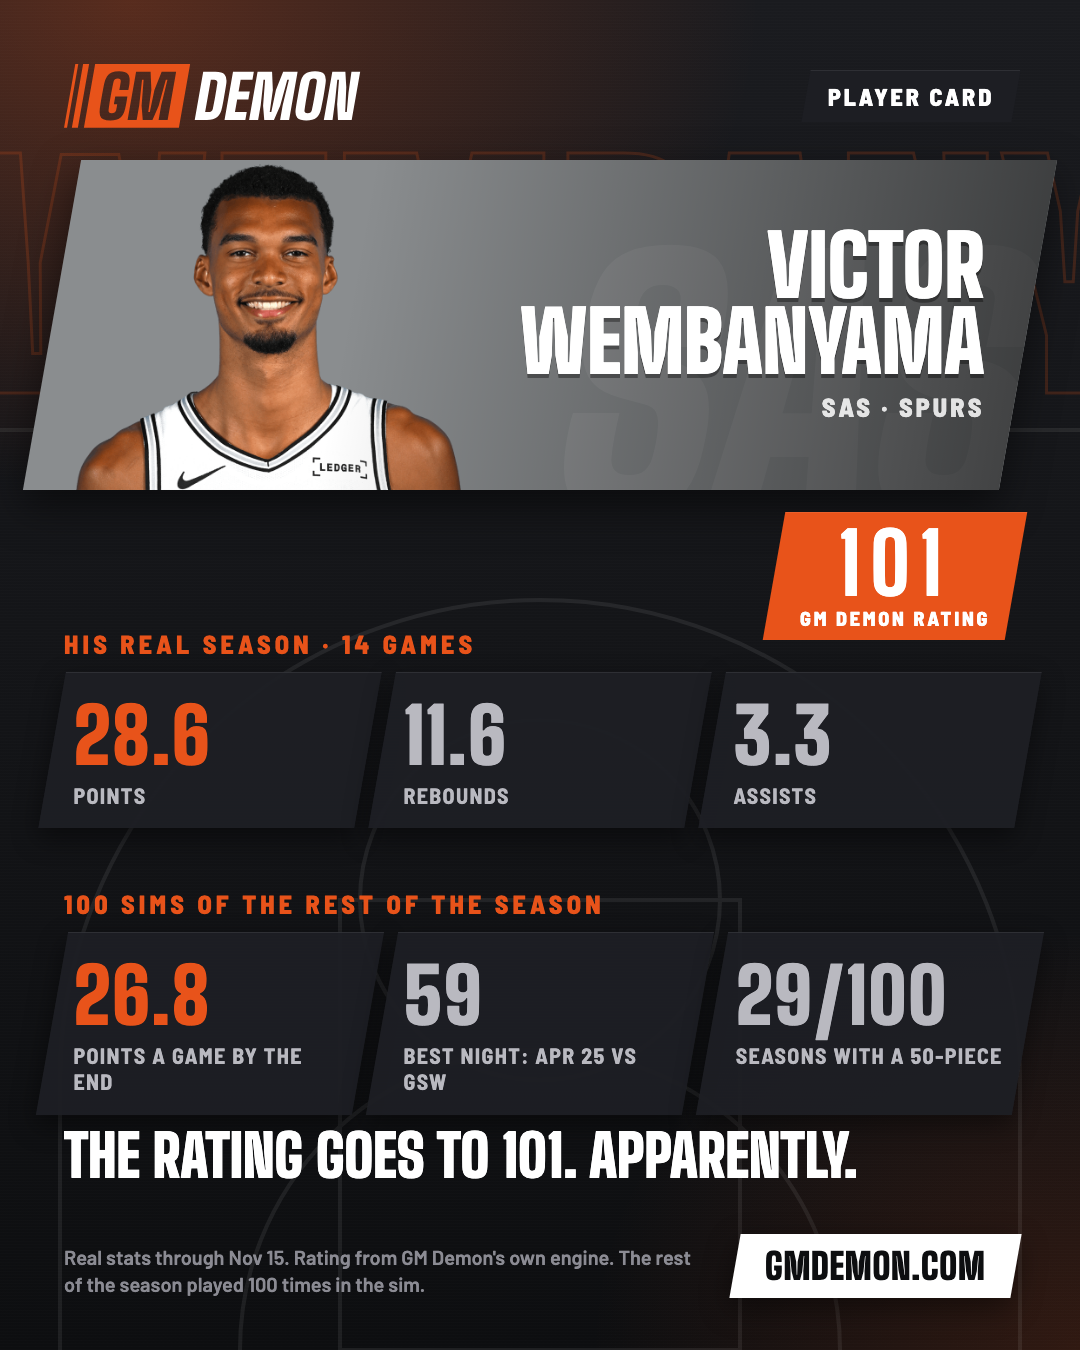 GM DEMON
PLAYER CARD
WEMBANYAMA
SAS
VICTOR
WEMBANYAMA
SAS · SPURS
LEDGER
101
GM DEMON RATING
HIS REAL SEASON · 14 GAMES
28.6
POINTS
11.6
REBOUNDS
3.3
ASSISTS
100 SIMS OF THE REST OF THE SEASON
26.8
POINTS A GAME BY THE
END
59
BEST NIGHT: APR 25 VS
GSW
29/100
SEASONS WITH A 50-PIECE
THE RATING GOES TO 101. APPARENTLY.
Real stats through Nov 15. Rating from GM Demon's own engine. The rest
of the season played 100 times in the sim.
GMDEMON.COM